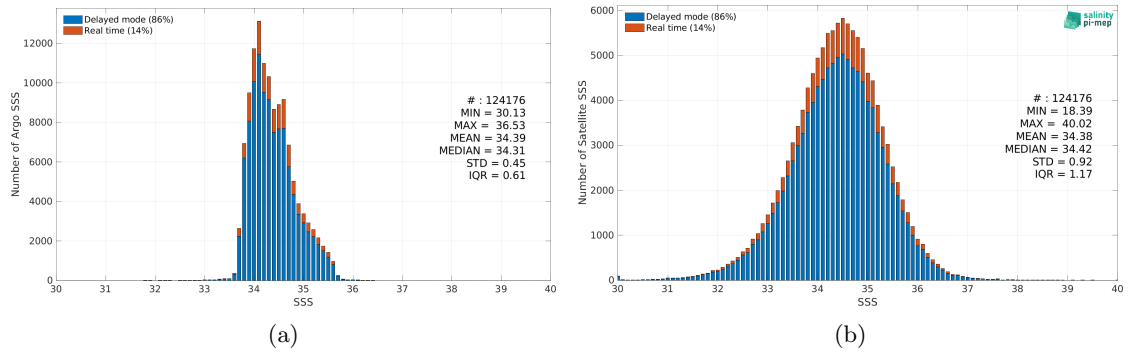 Delayed mode (86%)
Real time (14%)
12000
10000
8000
6000
4000
2000
0
Number of Argo SSS
# : 124176
MIN = 30.13
MAX = 36.53
MEAN = 34.39
MEDIAN = 34.31
STD = 0.45
IQR = 0.61
30 31 32 33 34 35 36 37 38 39 40
SSS
(a)
Delayed mode (86%)
Real time (14%)
salinity
pi-mep
6000
5000
4000
3000
2000
1000
0
Number of Satellite SSS
# : 124176
MIN = 18.39
MAX = 40.02
MEAN = 34.38
MEDIAN = 34.42
STD = 0.92
IQR = 1.17
30 31 32 33 34 35 36 37 38 39 40
SSS
(b)